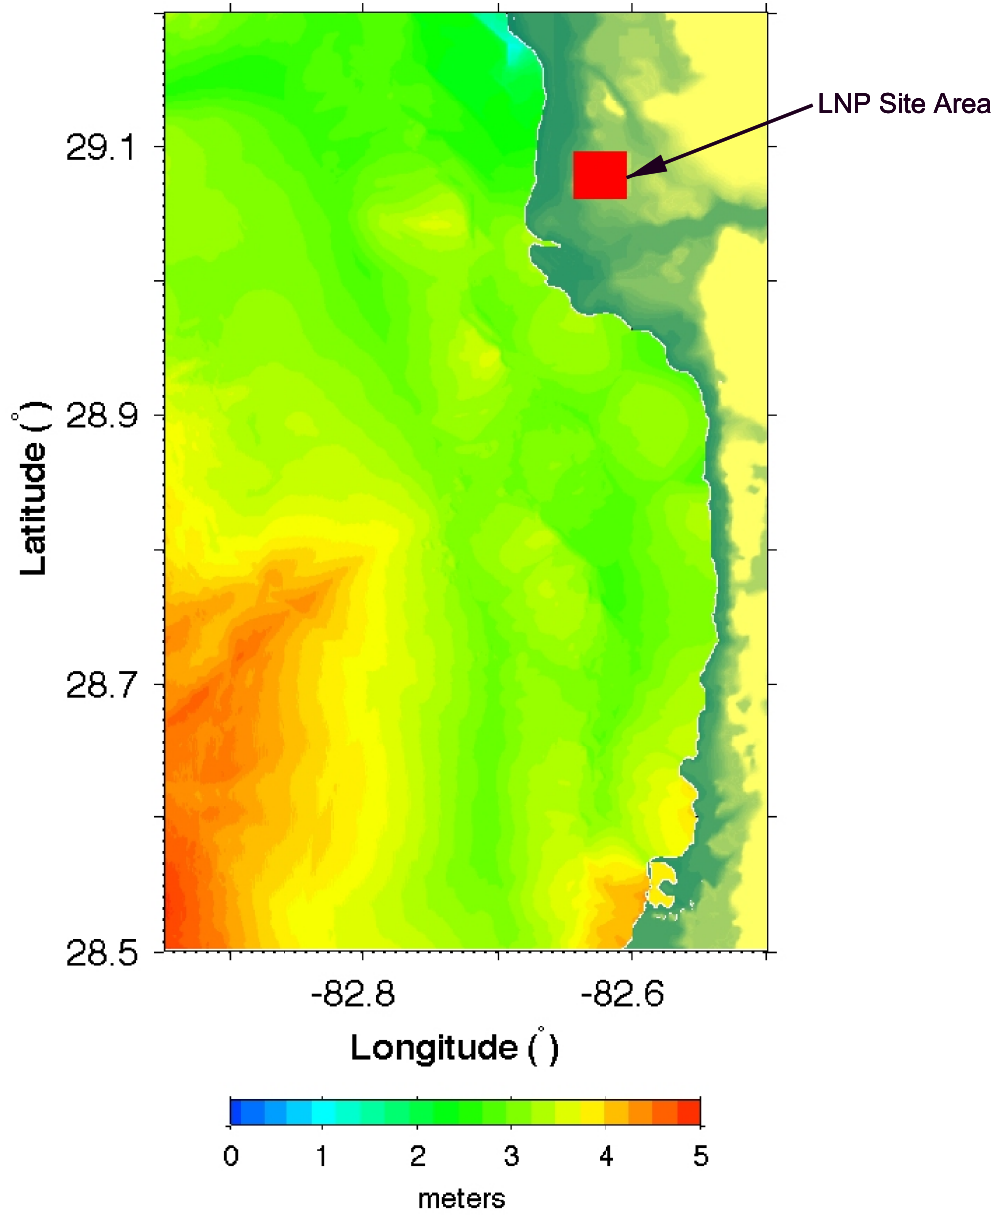 LNP Site Area
29.1
28.9
28.7
28.5
Latitude (°)
-82.8 -82.6
Longitude (°)
0 1 2 3 4 5
meters